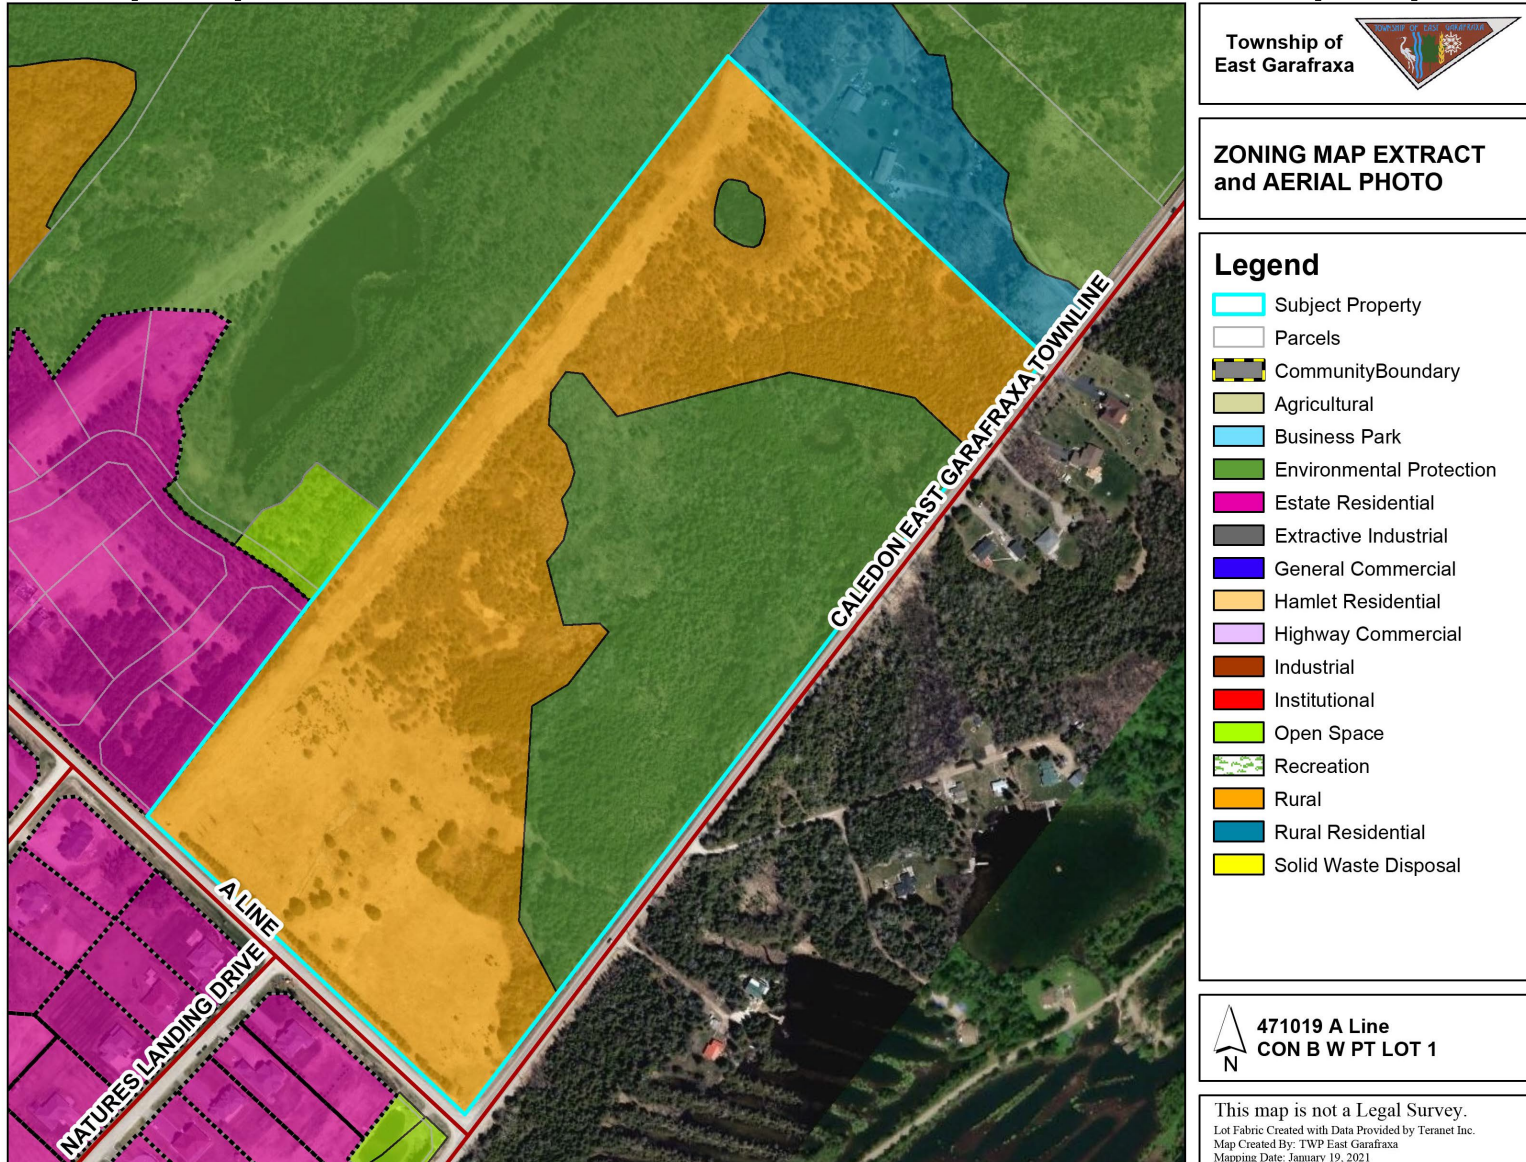 Township of
East Garafraxa
TOWNSHIP OF EAST GARAFRAXA
ZONING MAP EXTRACT
and AERIAL PHOTO
Legend
Subject Property
Parcels
CommunityBoundary
Agricultural
Business Park
Environmental Protection
Estate Residential
Extractive Industrial
General Commercial
Hamlet Residential
Highway Commercial
Industrial
Institutional
Open Space
Recreation
Rural
Rural Residential
Solid Waste Disposal
CALEDON EAST GARAFRAXA TOWNLINE
A LINE
NATURES LANDING DRIVE
N
471019 A Line
CON B W PT LOT 1
This map is not a Legal Survey.
Lot Fabric Created with Data Provided by Teranet Inc.
Map Created By: TWP East Garafraxa
Mapping Date: January 19, 2021